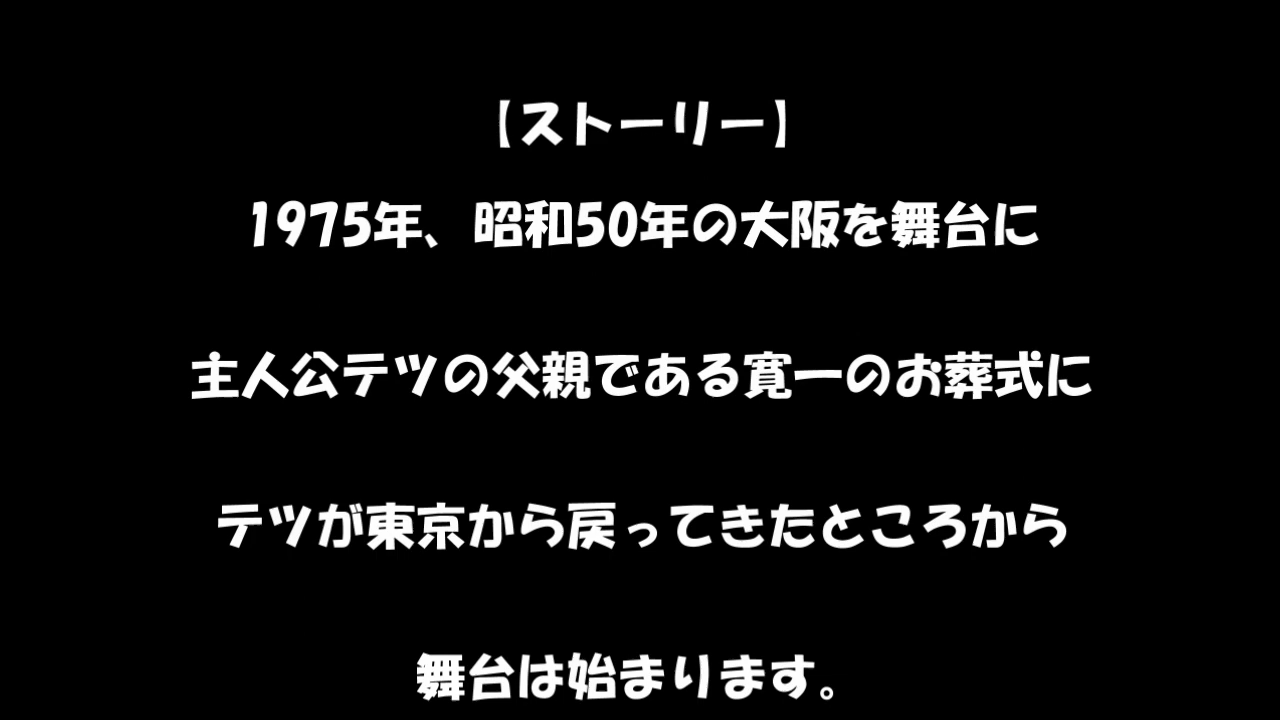 【ストーリー】
1975年、昭和50年の大阪を舞台に
主人公テツの父親である寛一のお葬式に
テツが東京から戻ってきたところから
舞台は始まります。